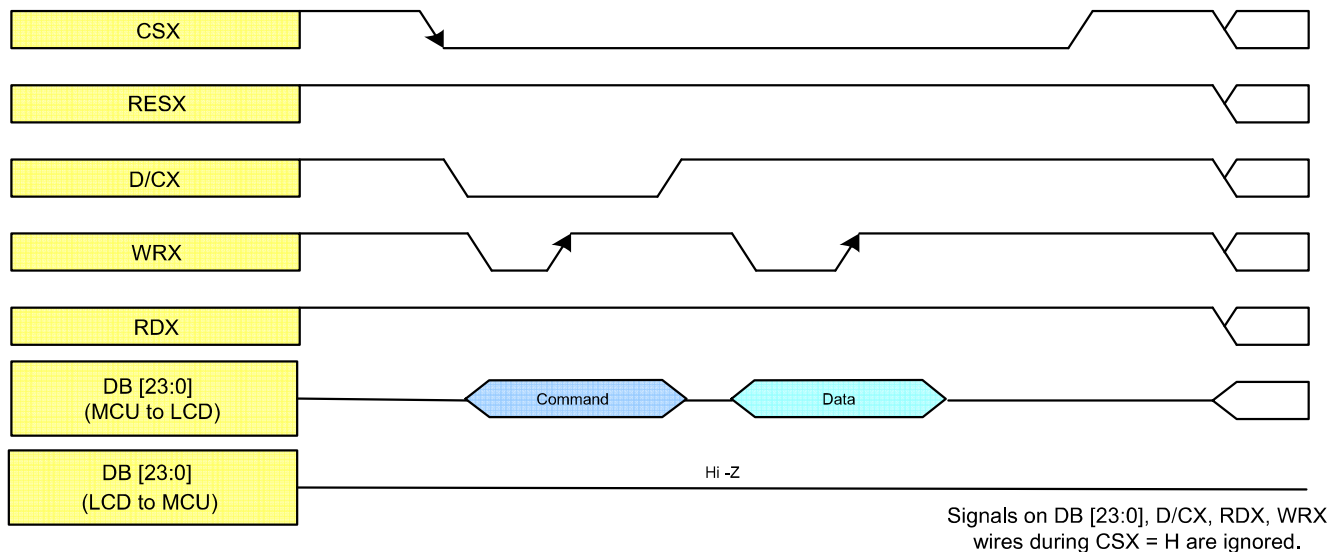 CSX
RESX
D/CX
WRX
RDX
DB [23:0]
(MCU to LCD)
Command
Data
DB [23:0]
(LCD to MCU)
Hi -Z
Signals on DB [23:0], D/CX, RDX, WRX
wires during CSX = H are ignored.